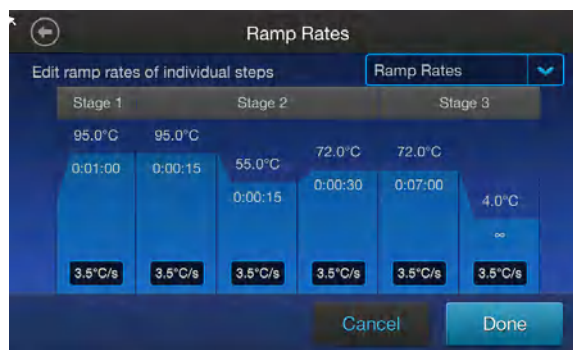 Ramp Rates
Edit ramp rates of individual steps
Ramp Rates
Stage 1 Stage 2 Stage 3
95.0°C 95.0°C 55.0°C 72.0°C 72.0°C 4.0°C
0:01:00 0:00:15 0:00:15 0:00:30 0:07:00 ∞
3.5°C/s 3.5°C/s 3.5°C/s 3.5°C/s 3.5°C/s 3.5°C/s
Cancel Done